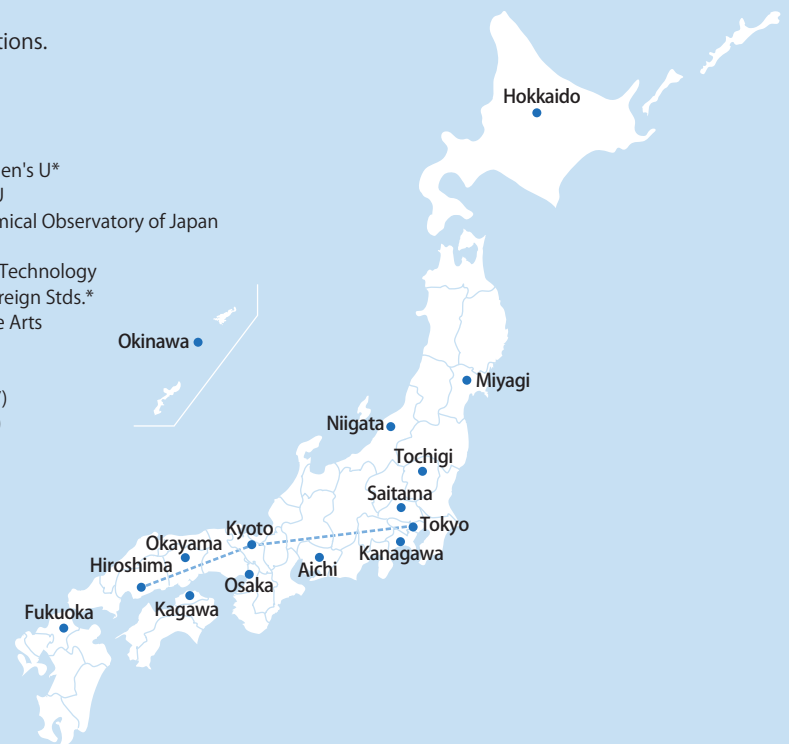 tions.
en's U*
U
mical Observatory of Japan
Technology
reign Stds.*
e Arts
)
Hokkaido
Okinawa
Miyagi
Niigata
Tochigi
Saitama
Tokyo
Kyoto
Okayama
Kanagawa
Hiroshima
Aichi
Osaka
Fukuoka
Kagawa